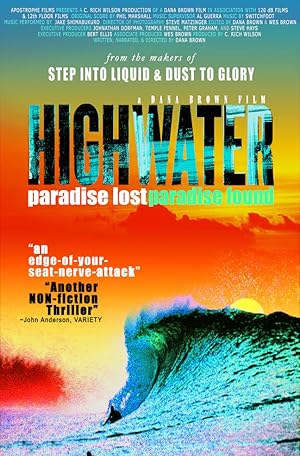 APOSTROPHE FILMS PRESENTS A C. RICH WILSON PRODUCTION OF A DANA BROWN FILM IN ASSOCIATION WITH 120 dB FILMS
& 12th FLOOR FILMS ORIGINAL SCORE BY PHIL MARSHALL MUSIC SUPERVISOR AL GUERRA MUSIC BY SWITCHFOOT
MUSIC PERFORMED BY JAKE SHIMABUKURO DIRECTOR OF PHOTOGRAPHY STEVE MATZINGER EDITED BY DANA BROWN & WES BROWN
EXECUTIVE PRODUCERS JOURDAN DORFMAN, TEMPLE FENNELL, PETER GRAHAM, AND STEVE HAYS
EXECUTIVE PRODUCER BERT ELLIS ASSOCIATE PRODUCER WES BROWN PRODUCED BY C. RICH WILSON
WRITTEN, NARRATED, & DIRECTED BY DANA BROWN
from the makers of
STEP INTO LIQUID & DUST TO GLORY
a DANA BROWN FILM
HIGHWATER
paradise lostparadise found
"an
edge-of-your-
seat-nerve-attack"
"Another
NON-fiction
Thriller"
~John Anderson, VARIETY